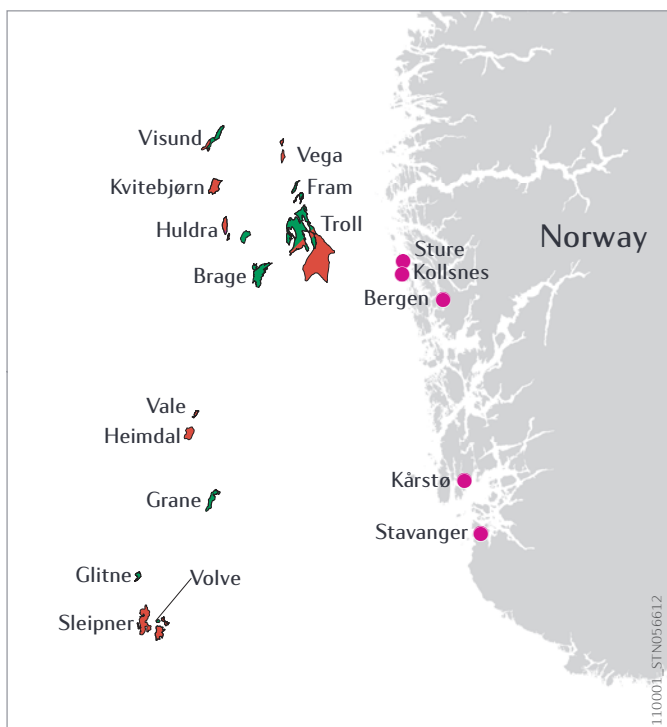 Visund
Vega
Kvitebjørn
Fram
Huldra
Troll
Norway
Sture
Brage
Kollsnes
Bergen
Vale
Heimdal
Kårstø
Grane
Stavanger
Glitne
Volve
Sleipner
110001_STN056612